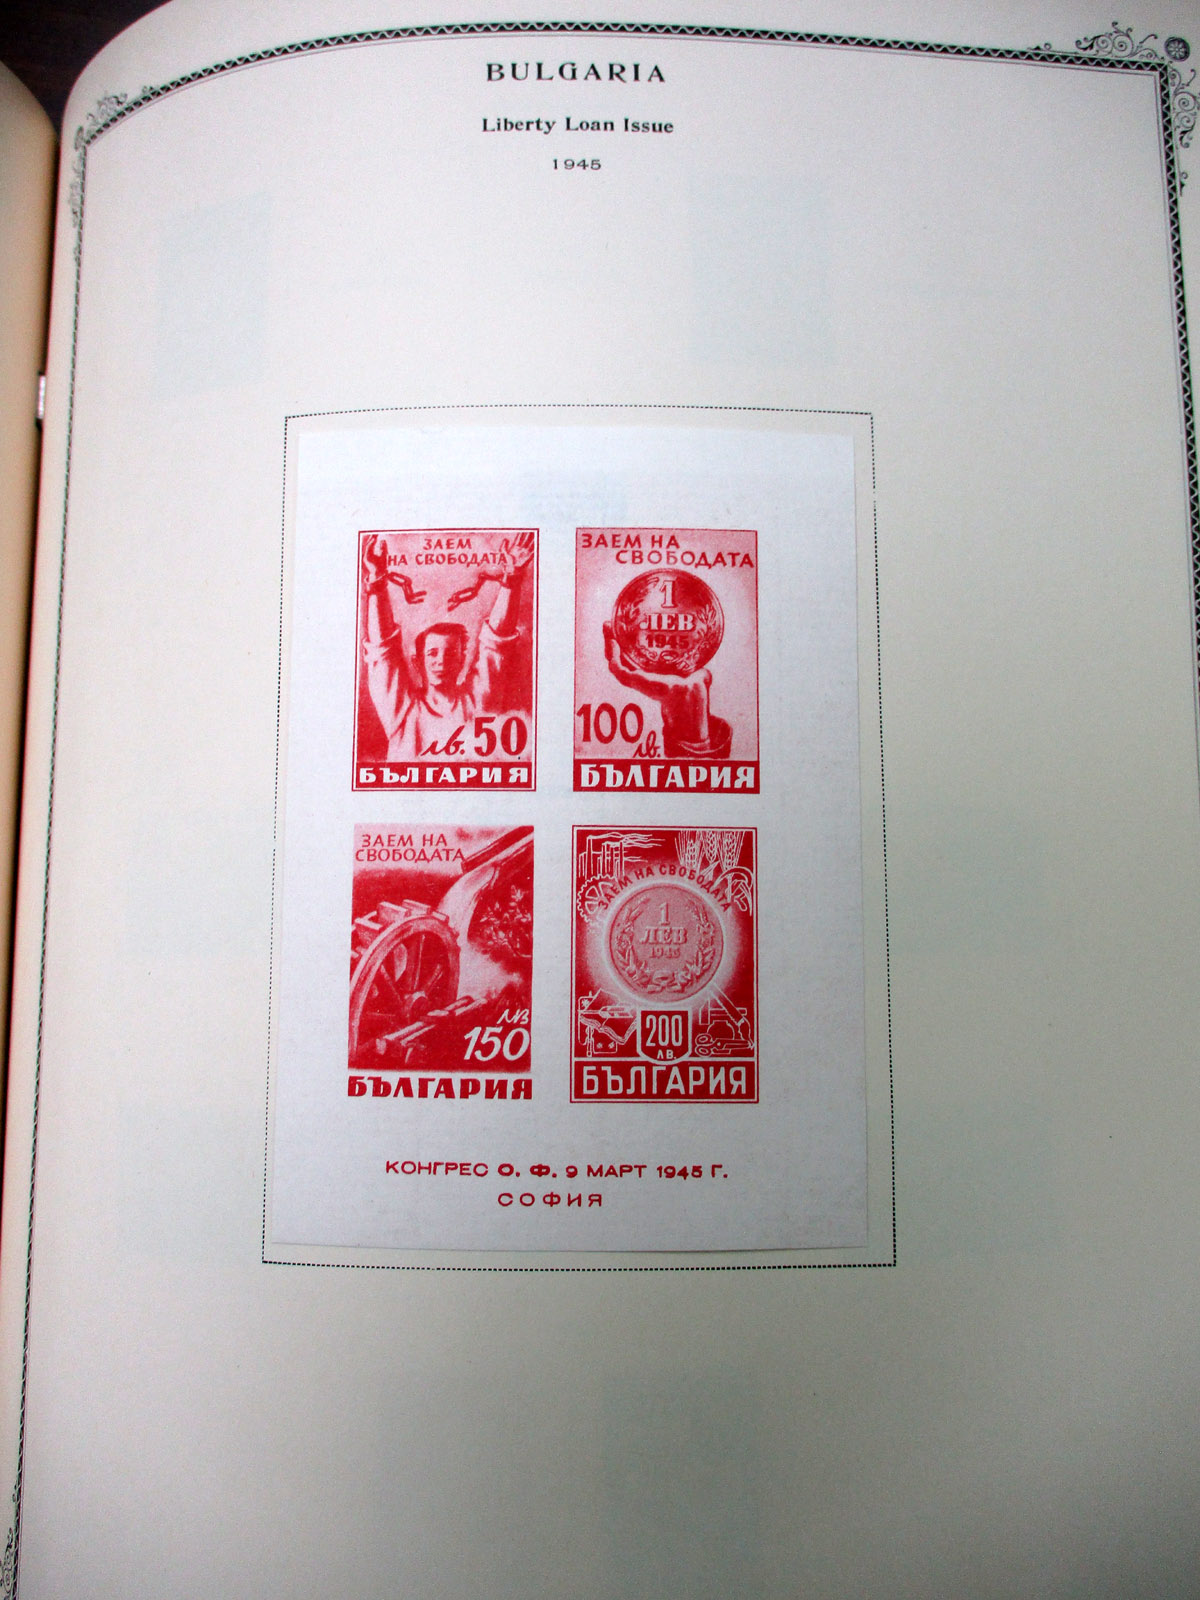 BULGARIA
Liberty Loan Issue
1945
ЗАЕМ
НА СВОБОДАТА
лв. 50
БЪЛГАРИЯ
ЗАЕМ НА
СВОБОДАТА
1
ЛЕВ
1945
100
лв.
БЪЛГАРИЯ
ЗАЕМ НА
СВОБОДАТА
ЛВ
150
БЪЛГАРИЯ
ЗАЕМ НА СВОБОДАТА
1
ЛЕВ
1945
200
ЛВ.
БЪЛГАРИЯ
КОНГРЕС О. Ф. 9 МАРТ 1945 Г.
СОФИЯ